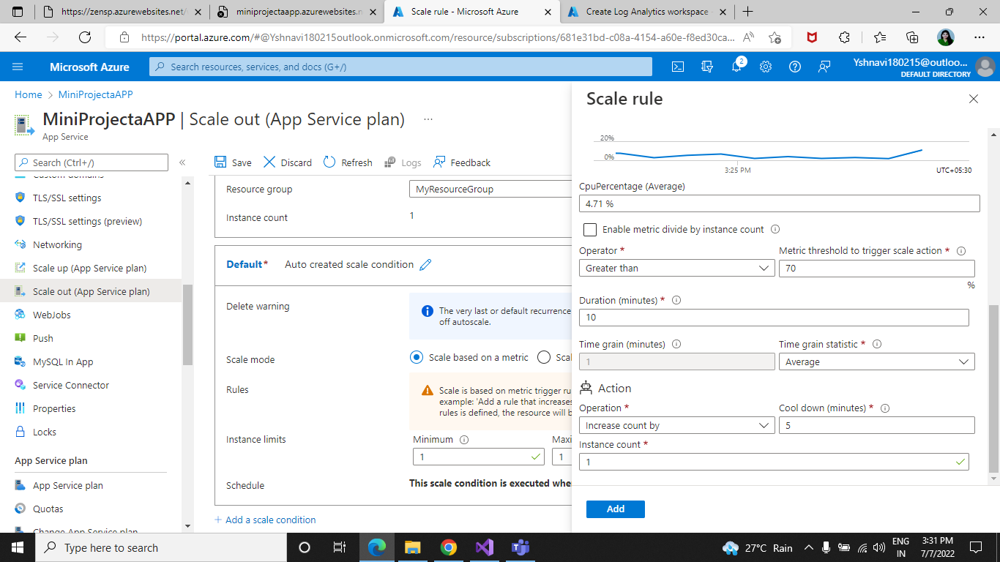 https://zensp.azurewebsites.net/
miniprojectaapp.azurewebsites.n
Scale rule - Microsoft Azure
Create Log Analytics workspace -
https://portal.azure.com/#@Yshnavi180215outlook.onmicrosoft.com/resource/subscriptions/681e31bd-c08a-4154-a60e-f8ed30ca...
Microsoft Azure
Search resources, services, and docs (G+/)
2
Yshnavi180215@outloo...
DEFAULT DIRECTORY
Home > MiniProjectaAPP
MiniProjectaAPP | Scale out (App Service plan) ...
App Service
Search (Ctrl+/)
Custom domains
TLS/SSL settings
TLS/SSL settings (preview)
Networking
Scale up (App Service plan)
Scale out (App Service plan)
WebJobs
Push
MySQL In App
Service Connector
Properties
Locks
App Service plan
App Service plan
Quotas
Change App Service plan
Save
Discard
Refresh
Logs
Feedback
Resource group
MyResourceGroup
Instance count
1
Default*
Auto created scale condition
Delete warning
The very last or default recurrence
off autoscale.
Scale mode
Scale based on a metric
Scal
Rules
Scale is based on metric trigger ru
example: 'Add a rule that increases
rules is defined, the resource will b
Instance limits
Minimum
Maxi
1
1
Schedule
This scale condition is executed whe
+ Add a scale condition
Scale rule
20%
0%
3:25 PM
UTC+05:30
CpuPercentage (Average)
4.71 %
Enable metric divide by instance count
Operator *
Metric threshold to trigger scale action *
Greater than
70
%
Duration (minutes) *
10
Time grain (minutes)
Time grain statistic *
1
Average
Action
Operation *
Cool down (minutes) *
Increase count by
5
Instance count *
1
Add
Type here to search
27°C Rain
ENG
IN
3:31 PM
7/7/2022